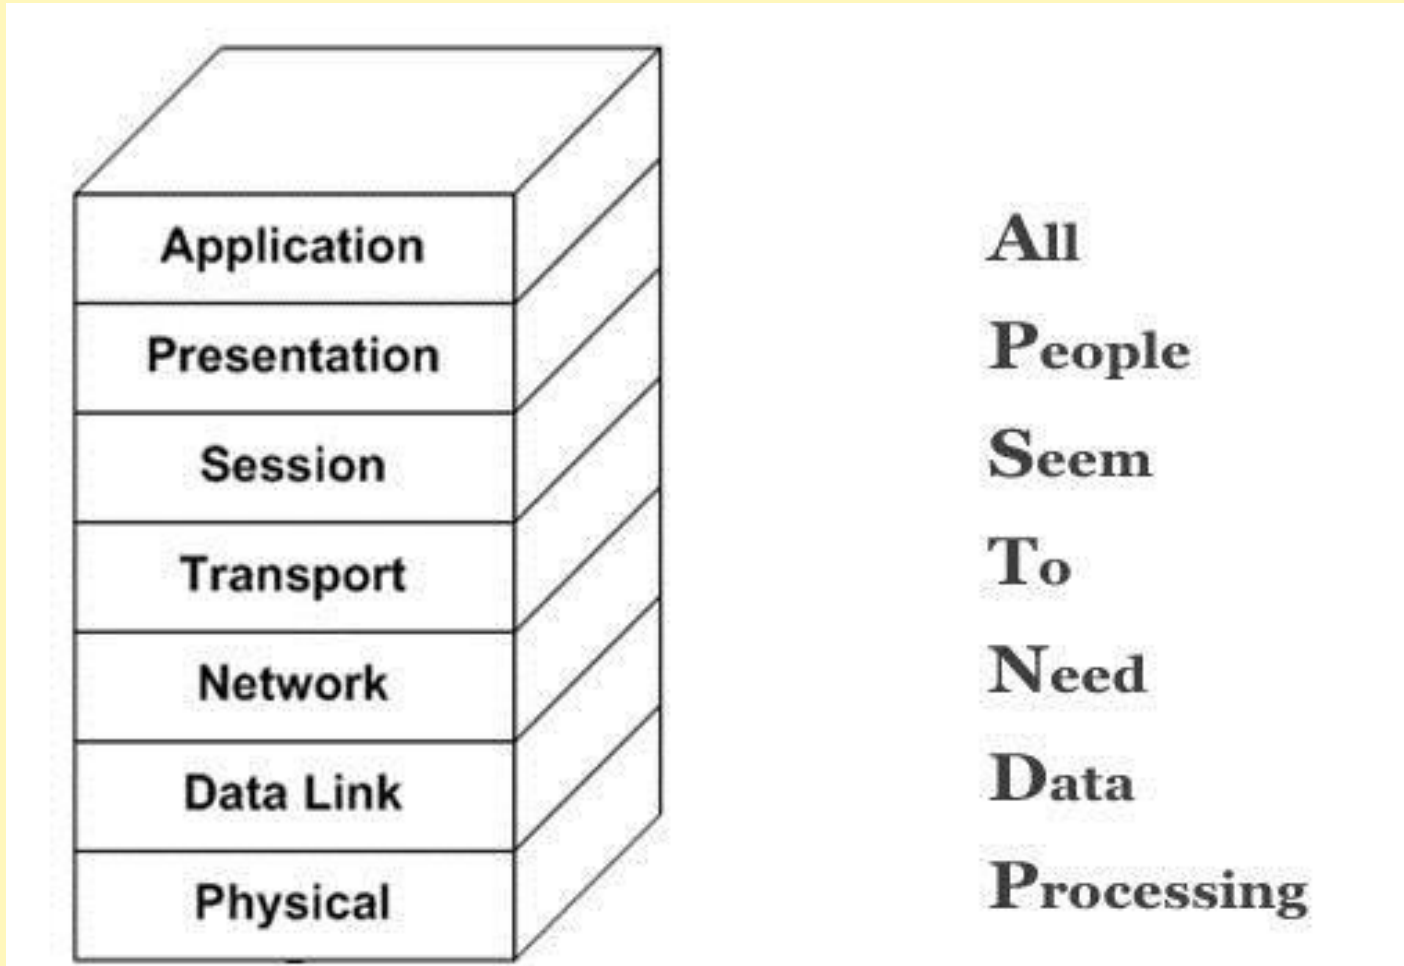 Application
Presentation
Session
Transport
Network
Data Link
Physical
All
People
Seem
To
Need
Data
Processing